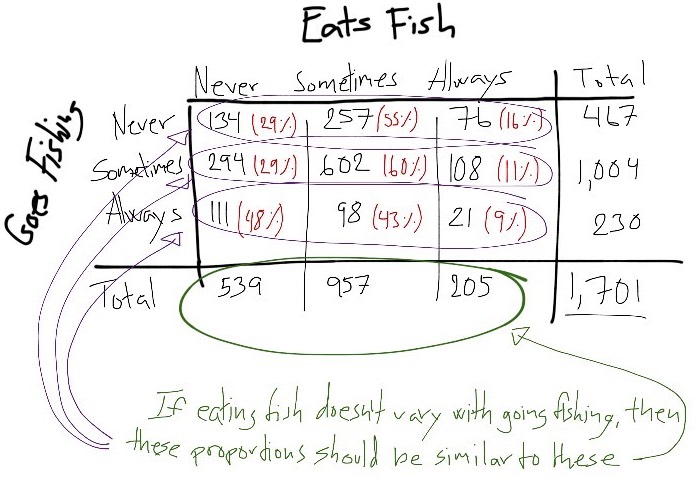 Eats Fish
Never Sometimes Always Total
Goes Fishing
Never 134 (29%) 257 (55%) 76 (16%) 467
Sometimes 294 (29%) 602 (60%) 108 (11%) 1,004
Always 111 (48%) 98 (43%) 21 (9%) 230
Total 539 957 205 1,701
If eating fish doesn't vary with going fishing, then
these proportions should be similar to these